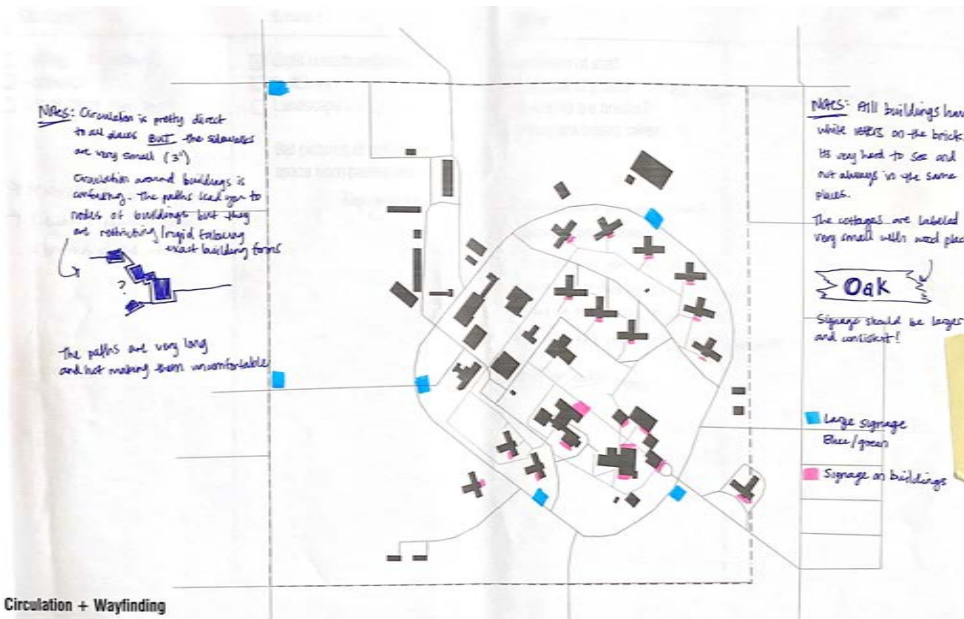 Notes: Circulation is pretty direct
to all places BUT the sidewalks
are very small (3")
Circulation around buildings is
confusing. The paths lead you to
nodes of buildings but they
are restricting/rigid following
exact building forms
?
The paths are very long
and hot making them uncomfortable
Notes: All buildings have
white letters on the brick.
Its very hard to see and
not always in the same
places.
The cottages are labeled
very small with wood plac
Oak
Signage should be larger
and consistent!
Large signage
Blue/green
Signage on buildings
Circulation + Wayfinding